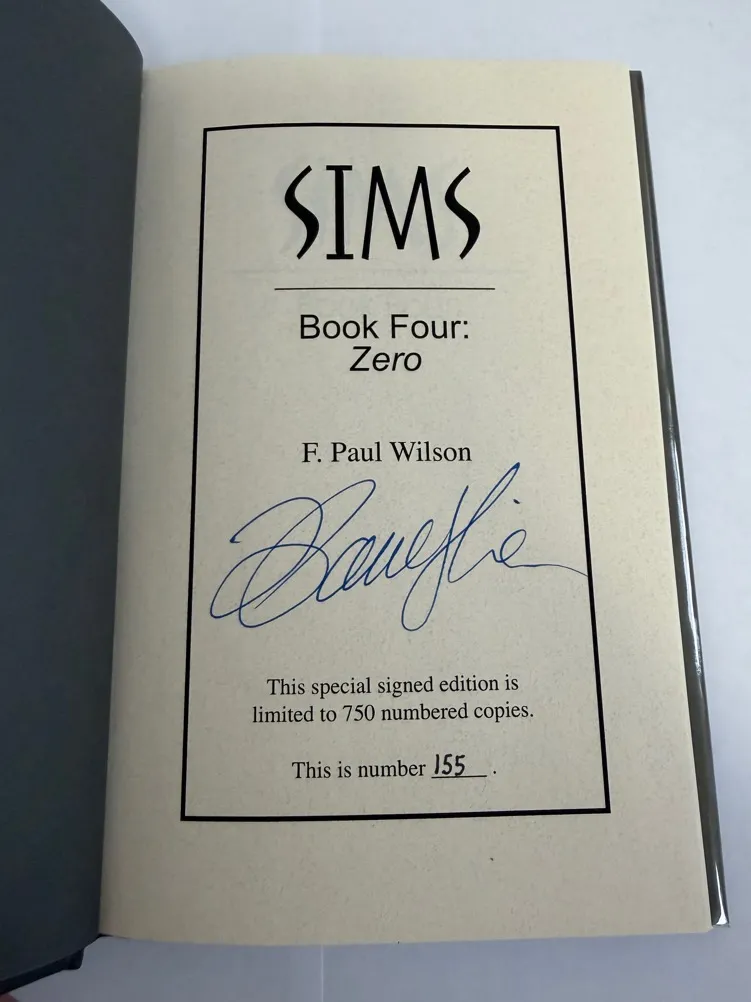 SIMS
Book Four:
Zero
F. Paul Wilson
This special signed edition is
limited to 750 numbered copies.
This is number 155 .